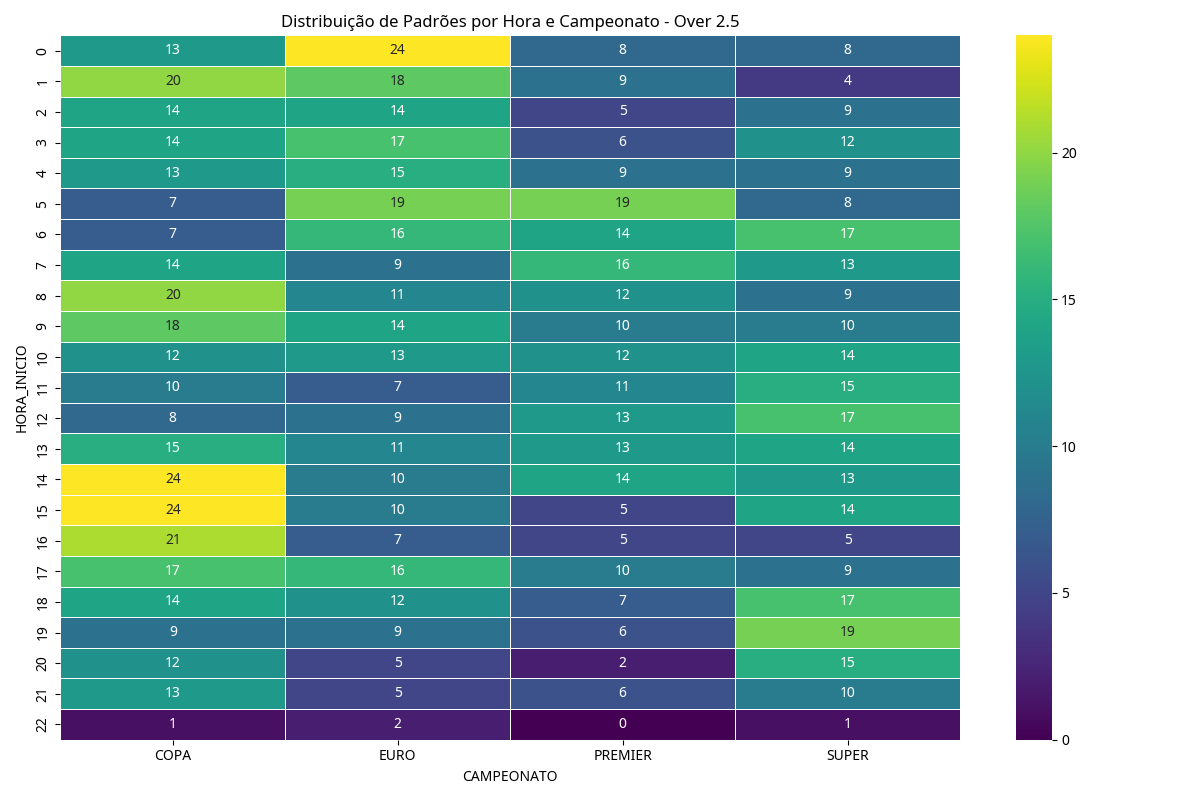 Distribuição de Padrões por Hora e Campeonato - Over 2.5
HORA_INICIO
0 13 24 8 8
1 20 18 9 4
2 14 14 5 9
3 14 17 6 12
4 13 15 9 9
5 7 19 19 8
6 7 16 14 17
7 14 9 16 13
8 20 11 12 9
9 18 14 10 10
10 12 13 12 14
11 10 7 11 15
12 8 9 13 17
13 15 11 13 14
14 24 10 14 13
15 24 10 5 14
16 21 7 5 5
17 17 16 10 9
18 14 12 7 17
19 9 9 6 19
20 12 5 2 15
21 13 5 6 10
22 1 2 0 1
COPA EURO PREMIER SUPER
CAMPEONATO
20
15
10
5
0